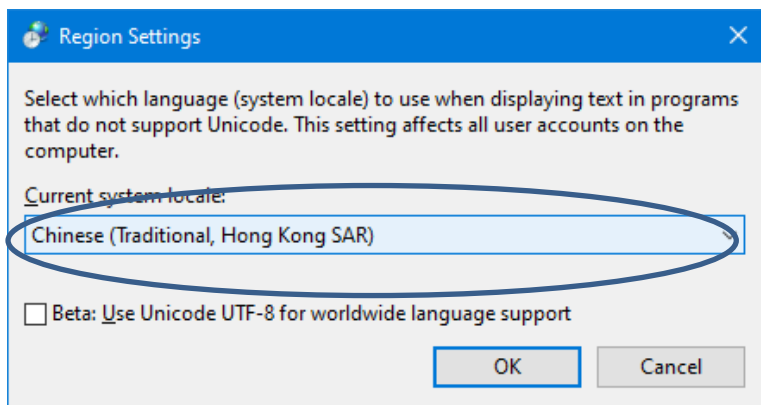 Region Settings
Select which language (system locale) to use when displaying text in programs
that do not support Unicode. This setting affects all user accounts on the
computer.
Current system locale:
Chinese (Traditional, Hong Kong SAR)
Beta: Use Unicode UTF-8 for worldwide language support
OK Cancel